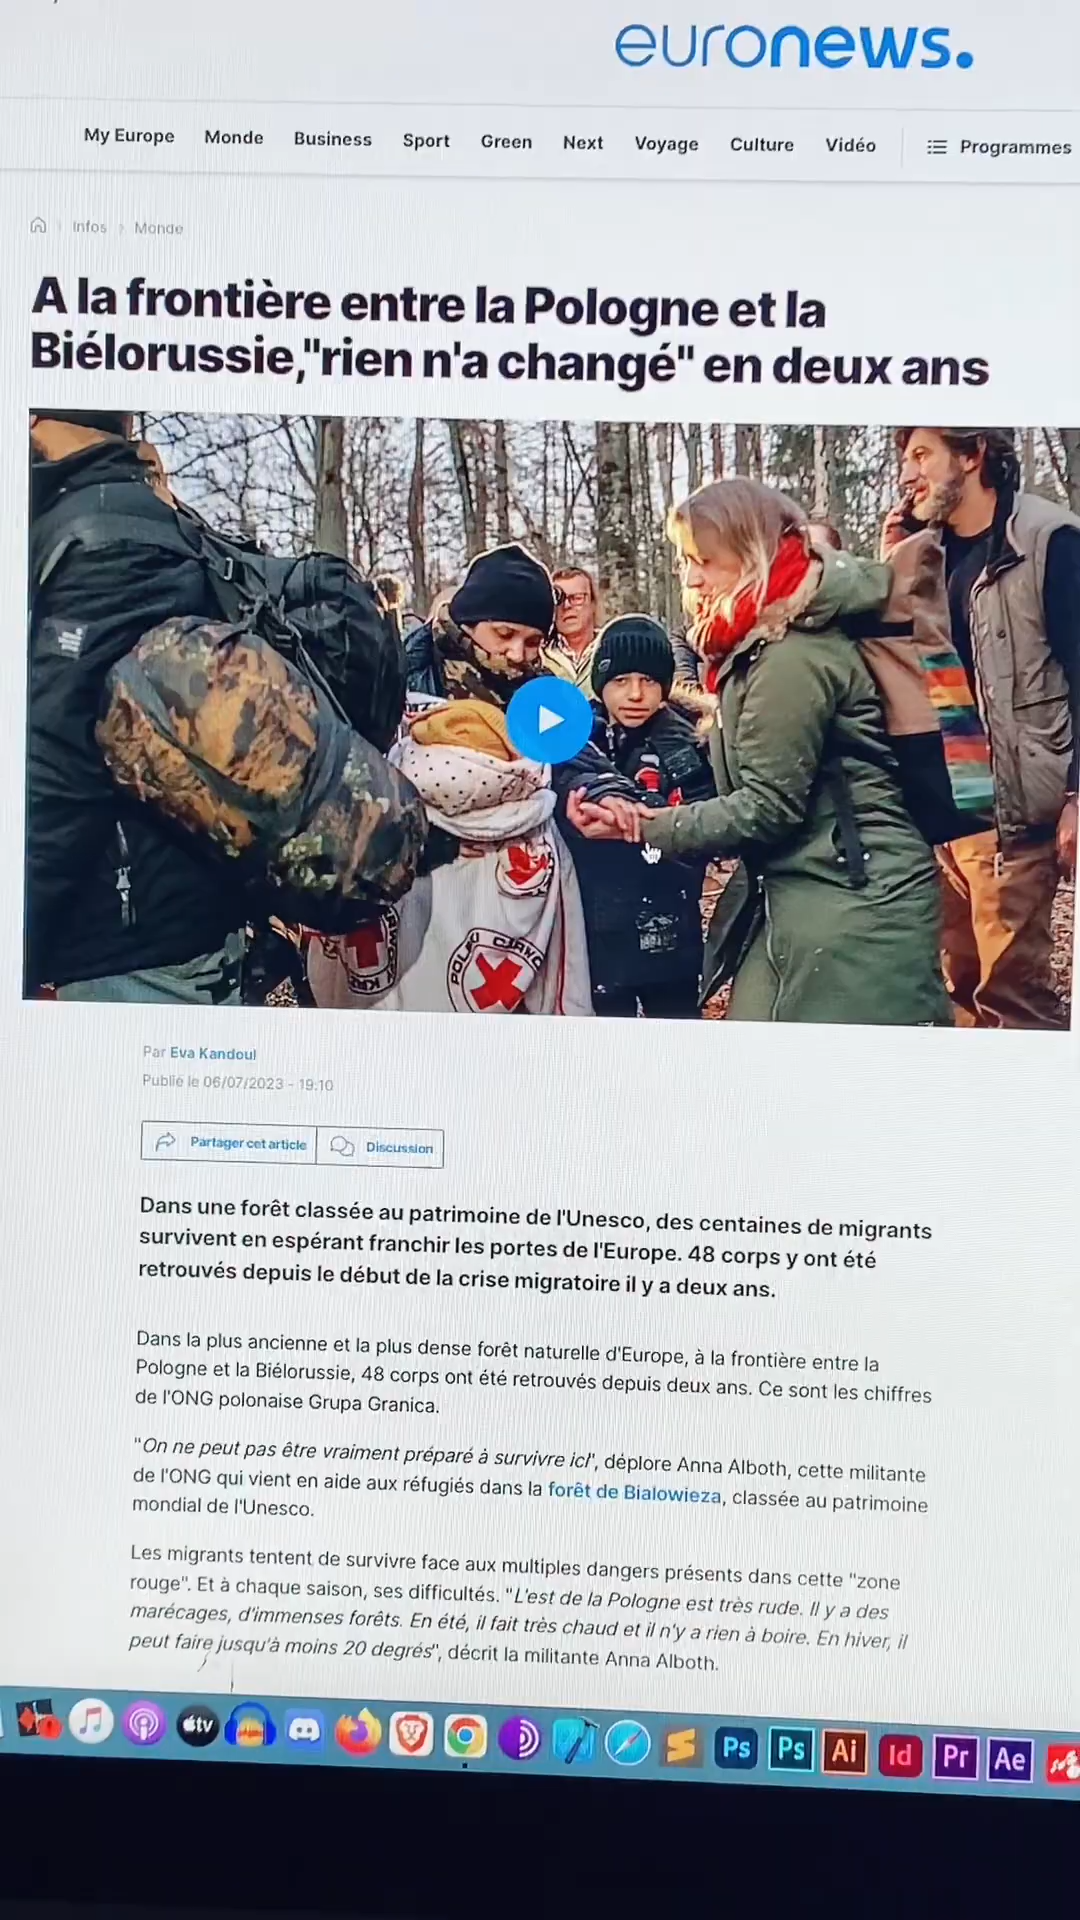 euronews.
My Europe Monde Business Sport Green Next Voyage Culture Vidéo Programmes
Infos Monde
A la frontière entre la Pologne et la
Biélorussie,"rien n'a changé" en deux ans
POLSKI CZERWO
Par Eva Kandoul
Publié le 06/07/2023 - 19:10
Partager cet article Discussion
Dans une forêt classée au patrimoine de l'Unesco, des centaines de migrants
survivent en espérant franchir les portes de l'Europe. 48 corps y ont été
retrouvés depuis le début de la crise migratoire il y a deux ans.
Dans la plus ancienne et la plus dense forêt naturelle d'Europe, à la frontière entre la
Pologne et la Biélorussie, 48 corps ont été retrouvés depuis deux ans. Ce sont les chiffres
de l'ONG polonaise Grupa Granica.
"On ne peut pas être vraiment préparé à survivre ici", déplore Anna Alboth, cette militante
de l'ONG qui vient en aide aux réfugiés dans la forêt de Bialowieza, classée au patrimoine
mondial de l'Unesco.
Les migrants tentent de survivre face aux multiples dangers présents dans cette "zone
rouge". Et à chaque saison, ses difficultés. "L'est de la Pologne est très rude. Il y a des
marécages, d'immenses forêts. En été, il fait très chaud et il n'y a rien à boire. En hiver, il
peut faire jusqu'à moins 20 degrés", décrit la militante Anna Alboth.
tv Ps Ps Ai Id Pr Ae